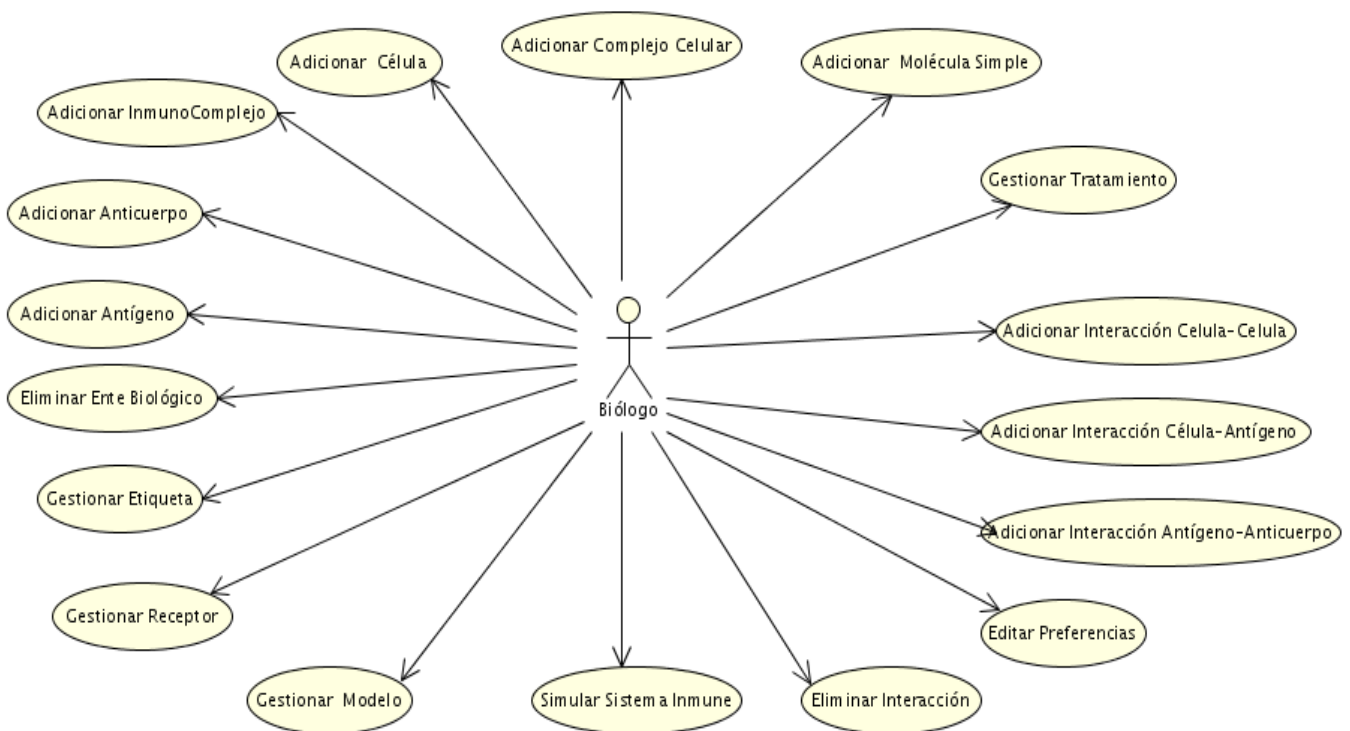 Adicionar Complejo Celular
Adicionar Célula
Adicionar Molécula Simple
Adicionar InmunoComplejo
Gestionar Tratamiento
Adicionar Anticuerpo
Adicionar Antígeno
Adicionar Interacción Celula-Celula
Eliminar Ente Biológico
Biólogo
Adicionar Interacción Célula-Antígeno
Gestionar Etiqueta
Adicionar Interacción Antígeno-Anticuerpo
Gestionar Receptor
Editar Preferencias
Gestionar Modelo
Simular Sistema Inmune
Eliminar Interacción